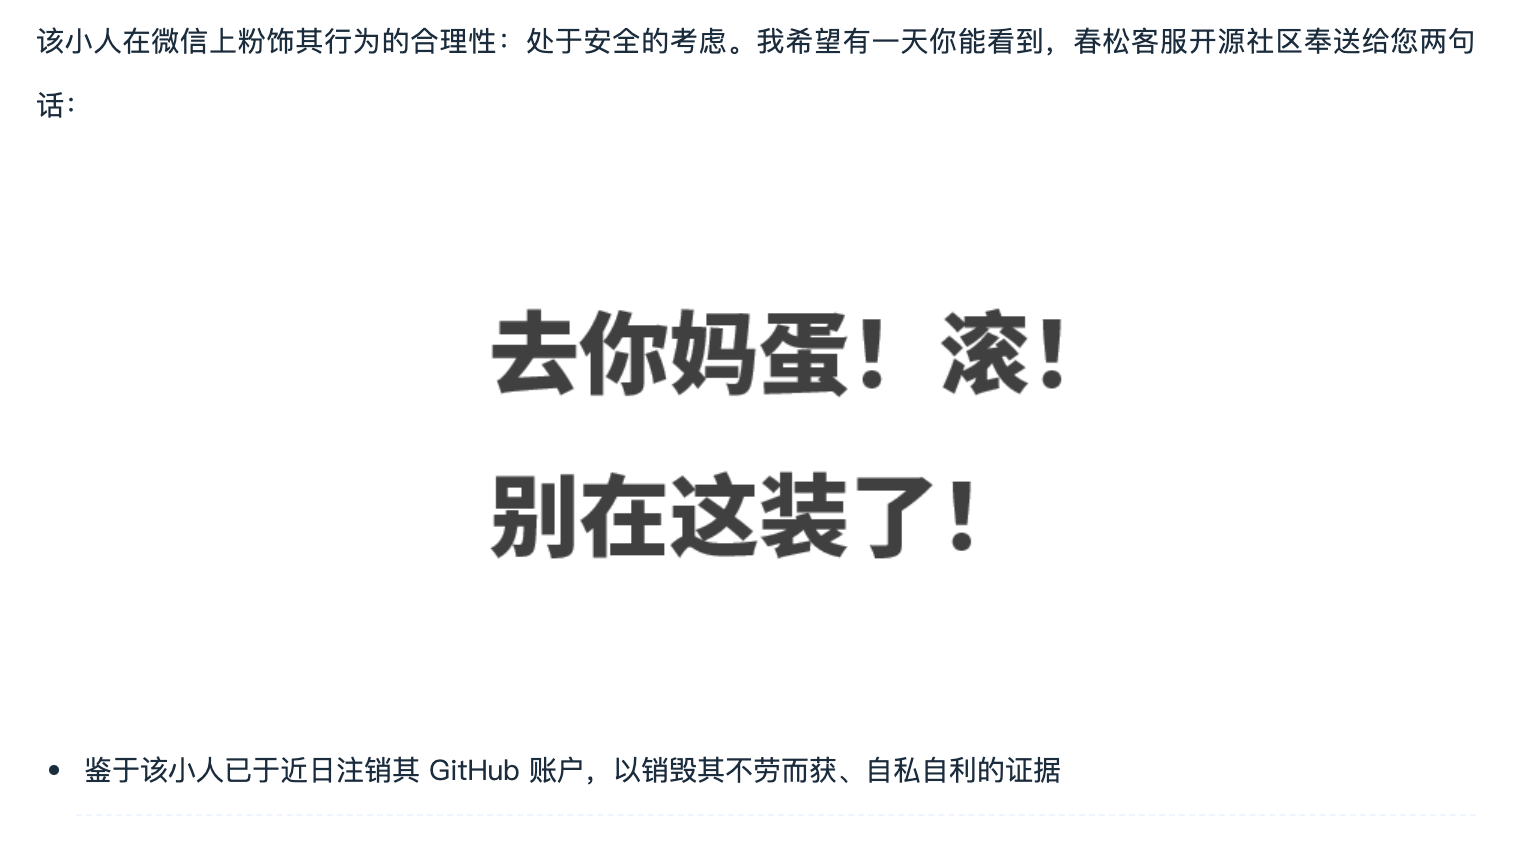 该小人在微信上粉饰其行为的合理性：处于安全的考虑。我希望有一天你能看到，春松客服开源社区奉送给您两句
话：
去你妈蛋！滚！
别在这装了！
鉴于该小人已于近日注销其 GitHub 账户，以销毁其不劳而获、自私自利的证据